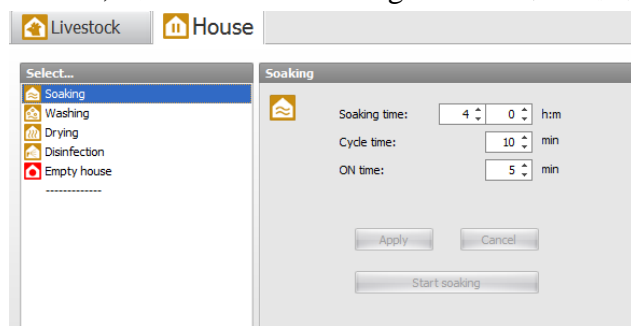 Livestock
House
Select...
Soaking
Washing
Drying
Disinfection
Empty house
-------------
Soaking
Soaking time: 4 0 h:m
Cycle time: 10 min
ON time: 5 min
Apply Cancel
Start soaking